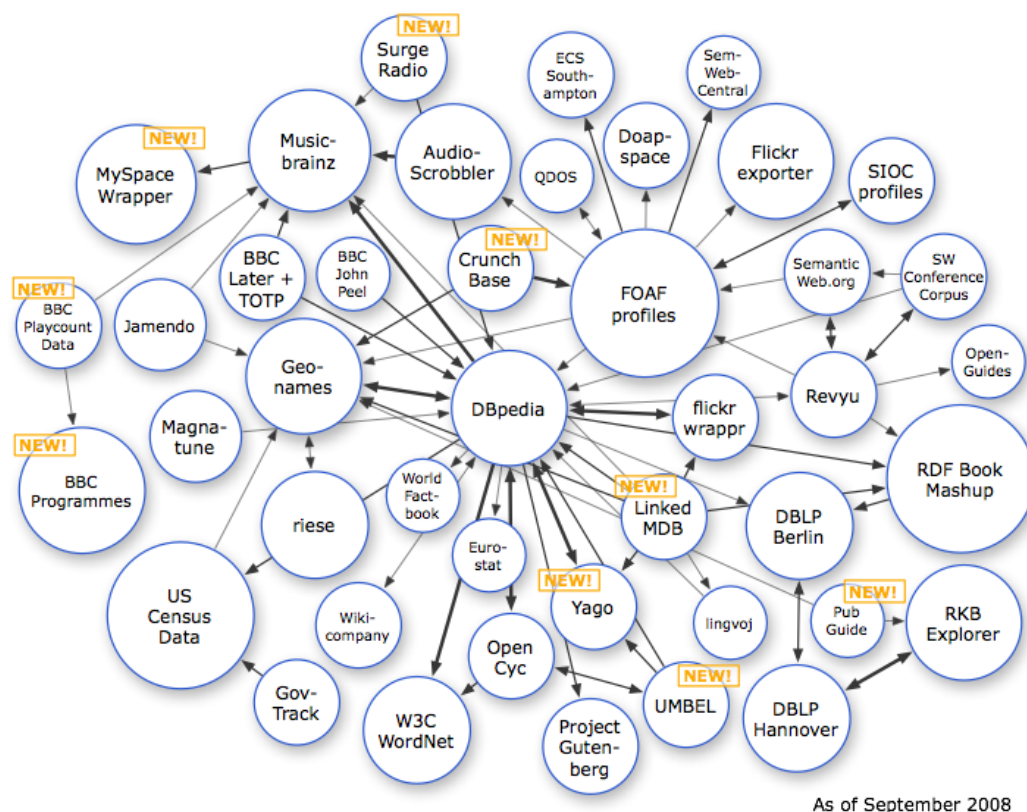 NEW!
Surge
Radio
ECS
South-
ampton
Sem-
Web-
Central
NEW!
MySpace
Wrapper
Music-
brainz
Audio-
Scrobbler
QDOS
Doap-
space
Flickr
exporter
SIOC
profiles
NEW!
BBC
Playcount
Data
Jamendo
BBC
Later +
TOTP
BBC
John
Peel
NEW!
Crunch
Base
FOAF
profiles
Semantic
Web.org
SW
Conference
Corpus
Geo-
names
DBpedia
flickr
wrappr
Revyu
Open-
Guides
NEW!
BBC
Programmes
Magna-
tune
riese
World
Fact-
book
Euro-
stat
NEW!
Linked
MDB
DBLP
Berlin
RDF Book
Mashup
US
Census
Data
Wiki-
company
NEW!
Yago
lingvoj
NEW!
Pub
Guide
RKB
Explorer
Gov-
Track
W3C
WordNet
Open
Cyc
Project
Guten-
berg
NEW!
UMBEL
DBLP
Hannover
As of September 2008